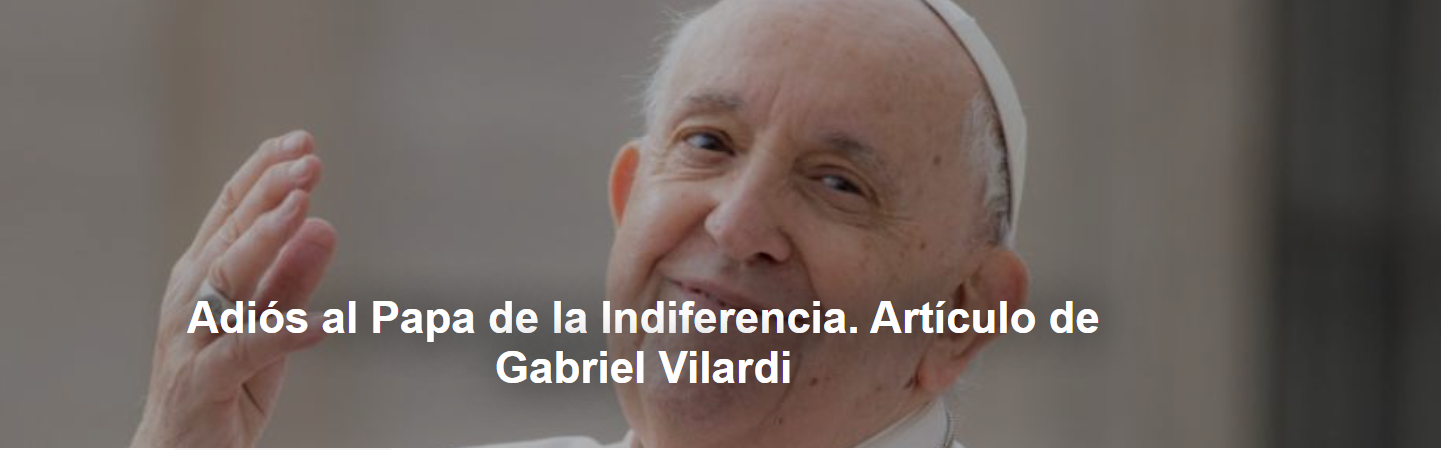 Adiós al Papa de la Indiferencia. Artículo de
Gabriel Vilardi